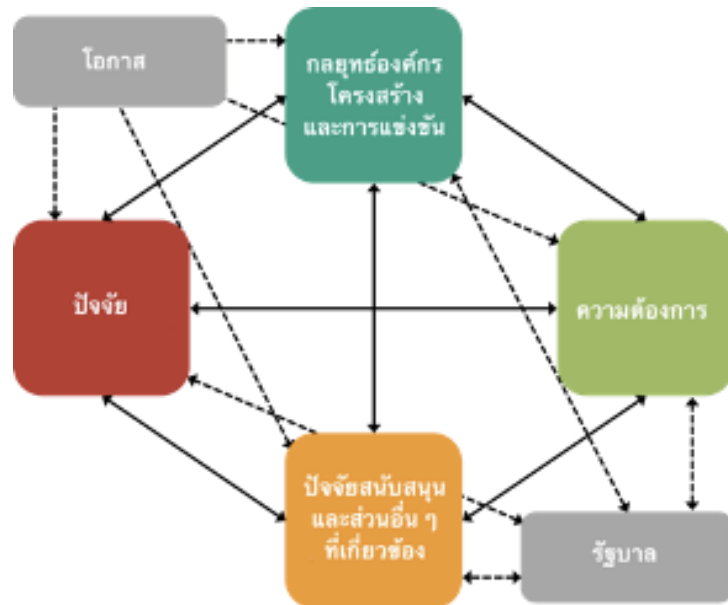 โอกาส
กลยุทธ์องค์กร
โครงสร้าง
และการแข่งขัน
ปัจจัย
ความต้องการ
ปัจจัยสนับสนุน
และส่วนอื่น ๆ
ที่เกี่ยวข้อง
รัฐบาล